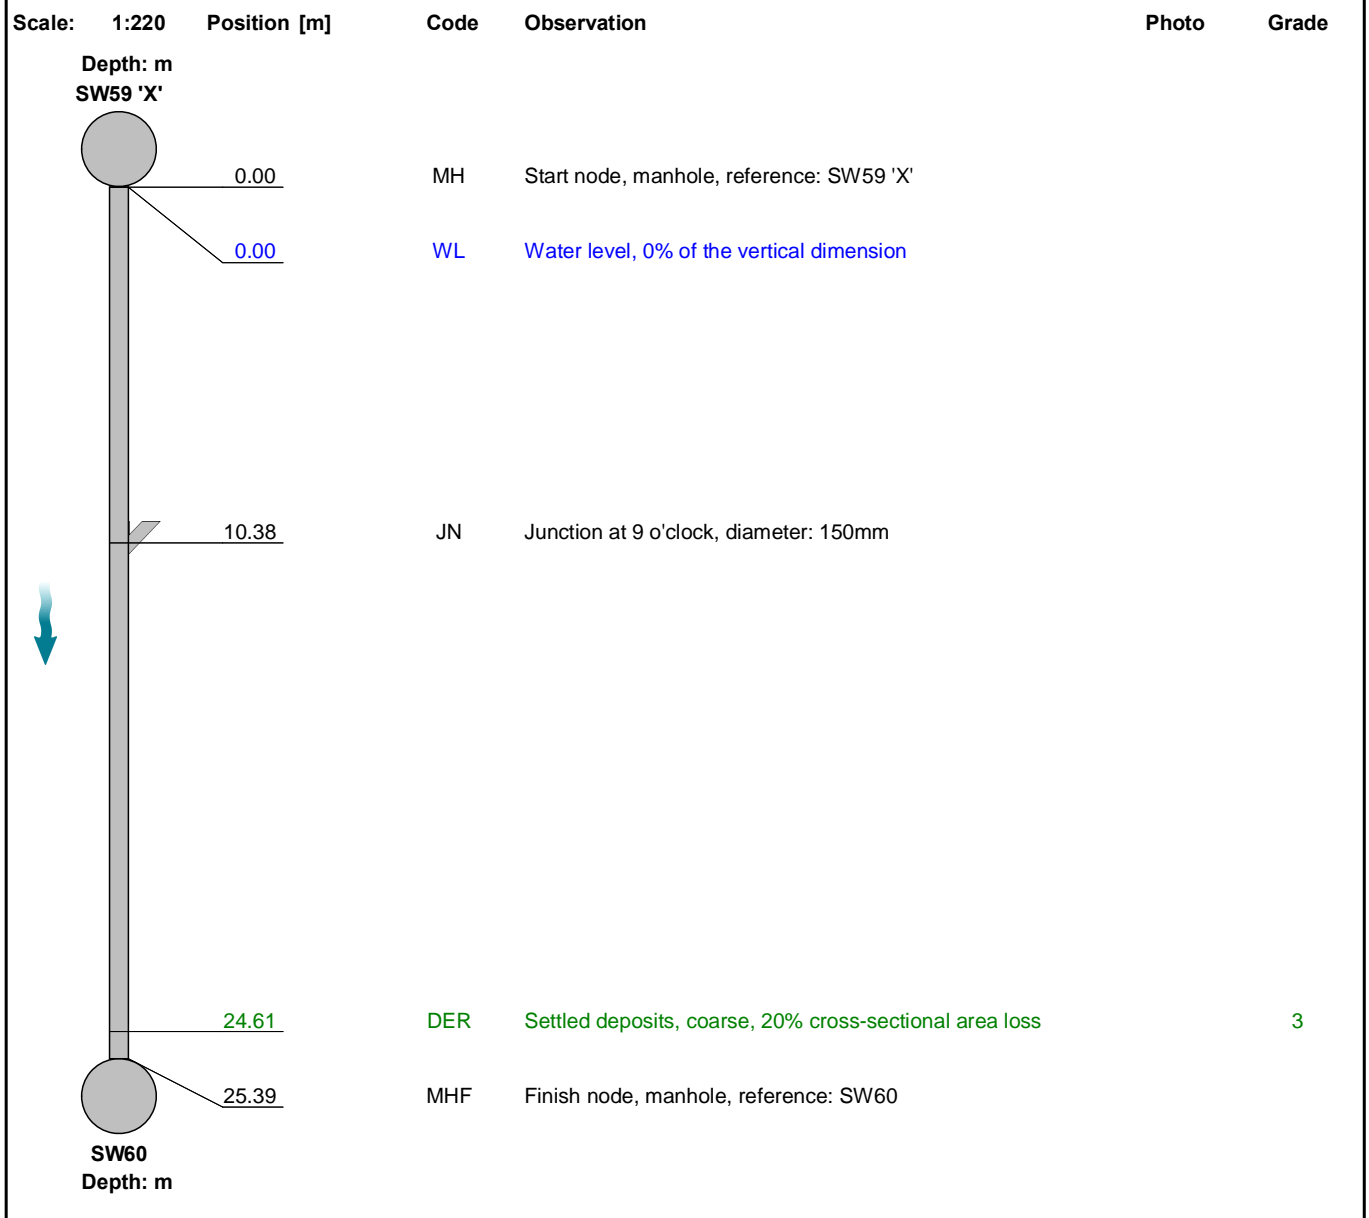 Scale: 1:220 Position [m] Code Observation Photo Grade
Depth: m
SW59 'X'
0.00 MH Start node, manhole, reference: SW59 'X'
0.00 WL Water level, 0% of the vertical dimension
10.38 JN Junction at 9 o'clock, diameter: 150mm
24.61 DER Settled deposits, coarse, 20% cross-sectional area loss 3
25.39 MHF Finish node, manhole, reference: SW60
SW60
Depth: m